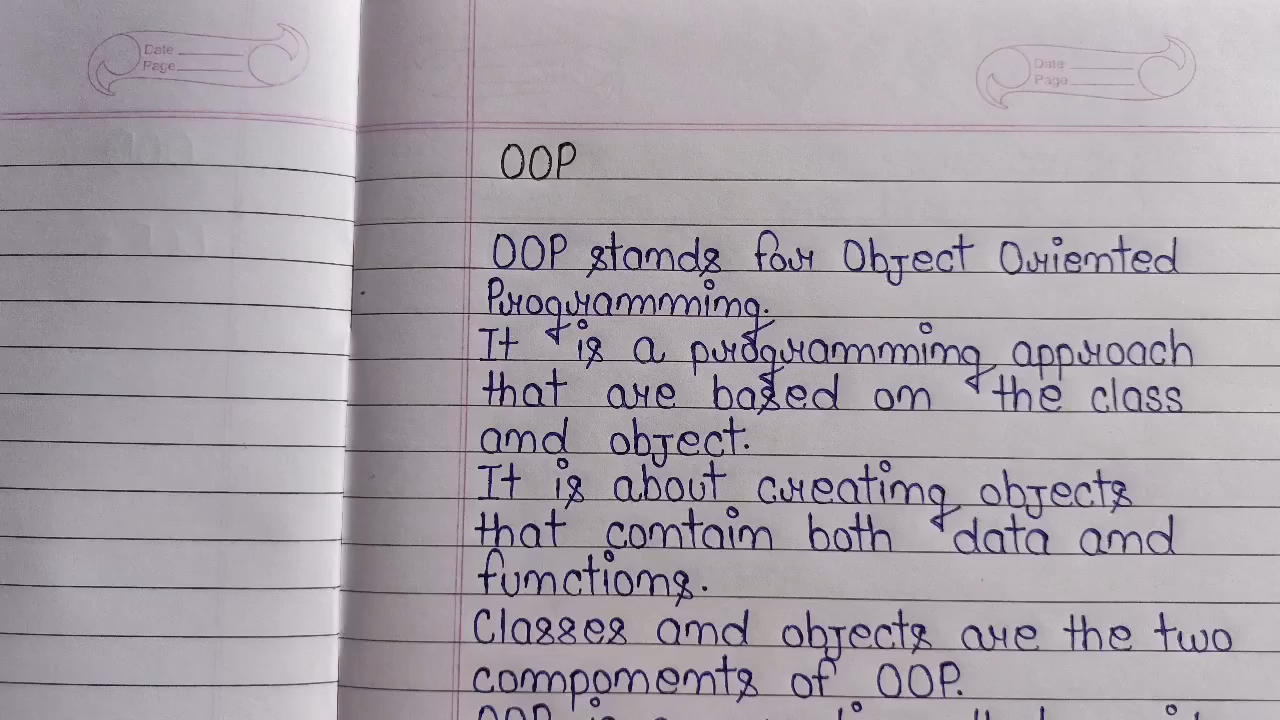 Date
Page
Date
Page
OOP
OOP stands for Object Oriented
Programming.
It is a programming approach
that are based on the class
and object.
It is about creating objects
that contain both data and
functions.
Classes and objects are the two
components of OOP.